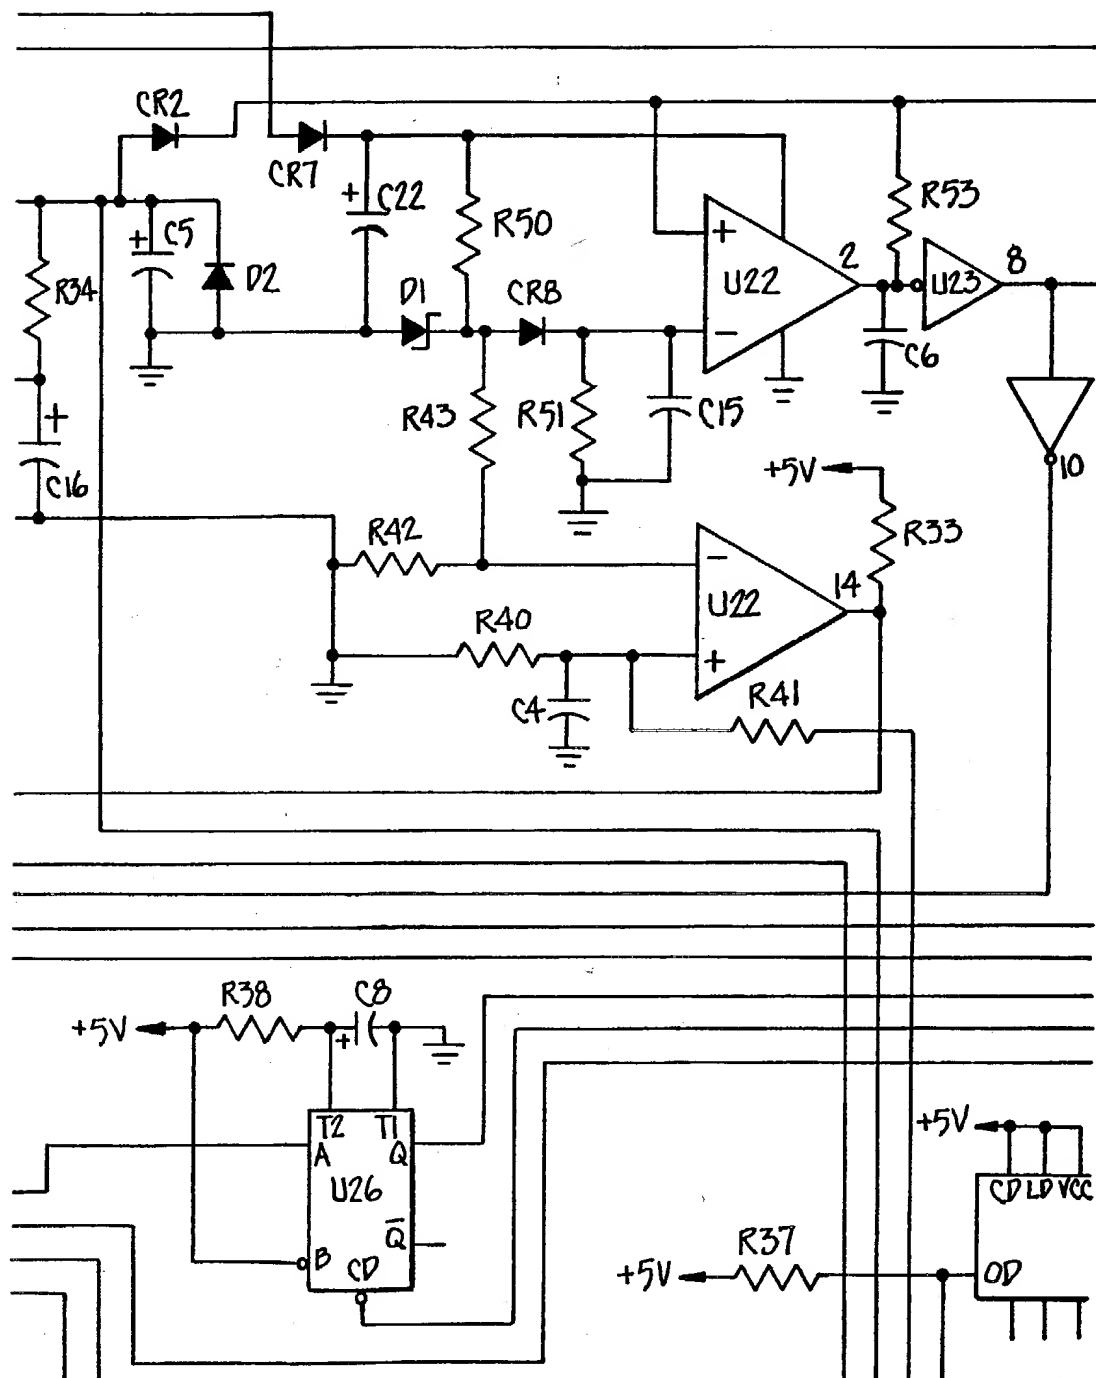 CR2
CR7
+ C22
R50
R53
+ C5
R34
D2
D1
CR8
+
U22
−
2
U23
8
C6
+
C16
R43
R51
C15
10
+5V
R33
R42
−
U22
+
14
R40
C4
R41
R38
C8
+5V
+
T2 T1
A Q
U26
Q̅
B
CD
+5V
CD LD VCC
R37
+5V
OD